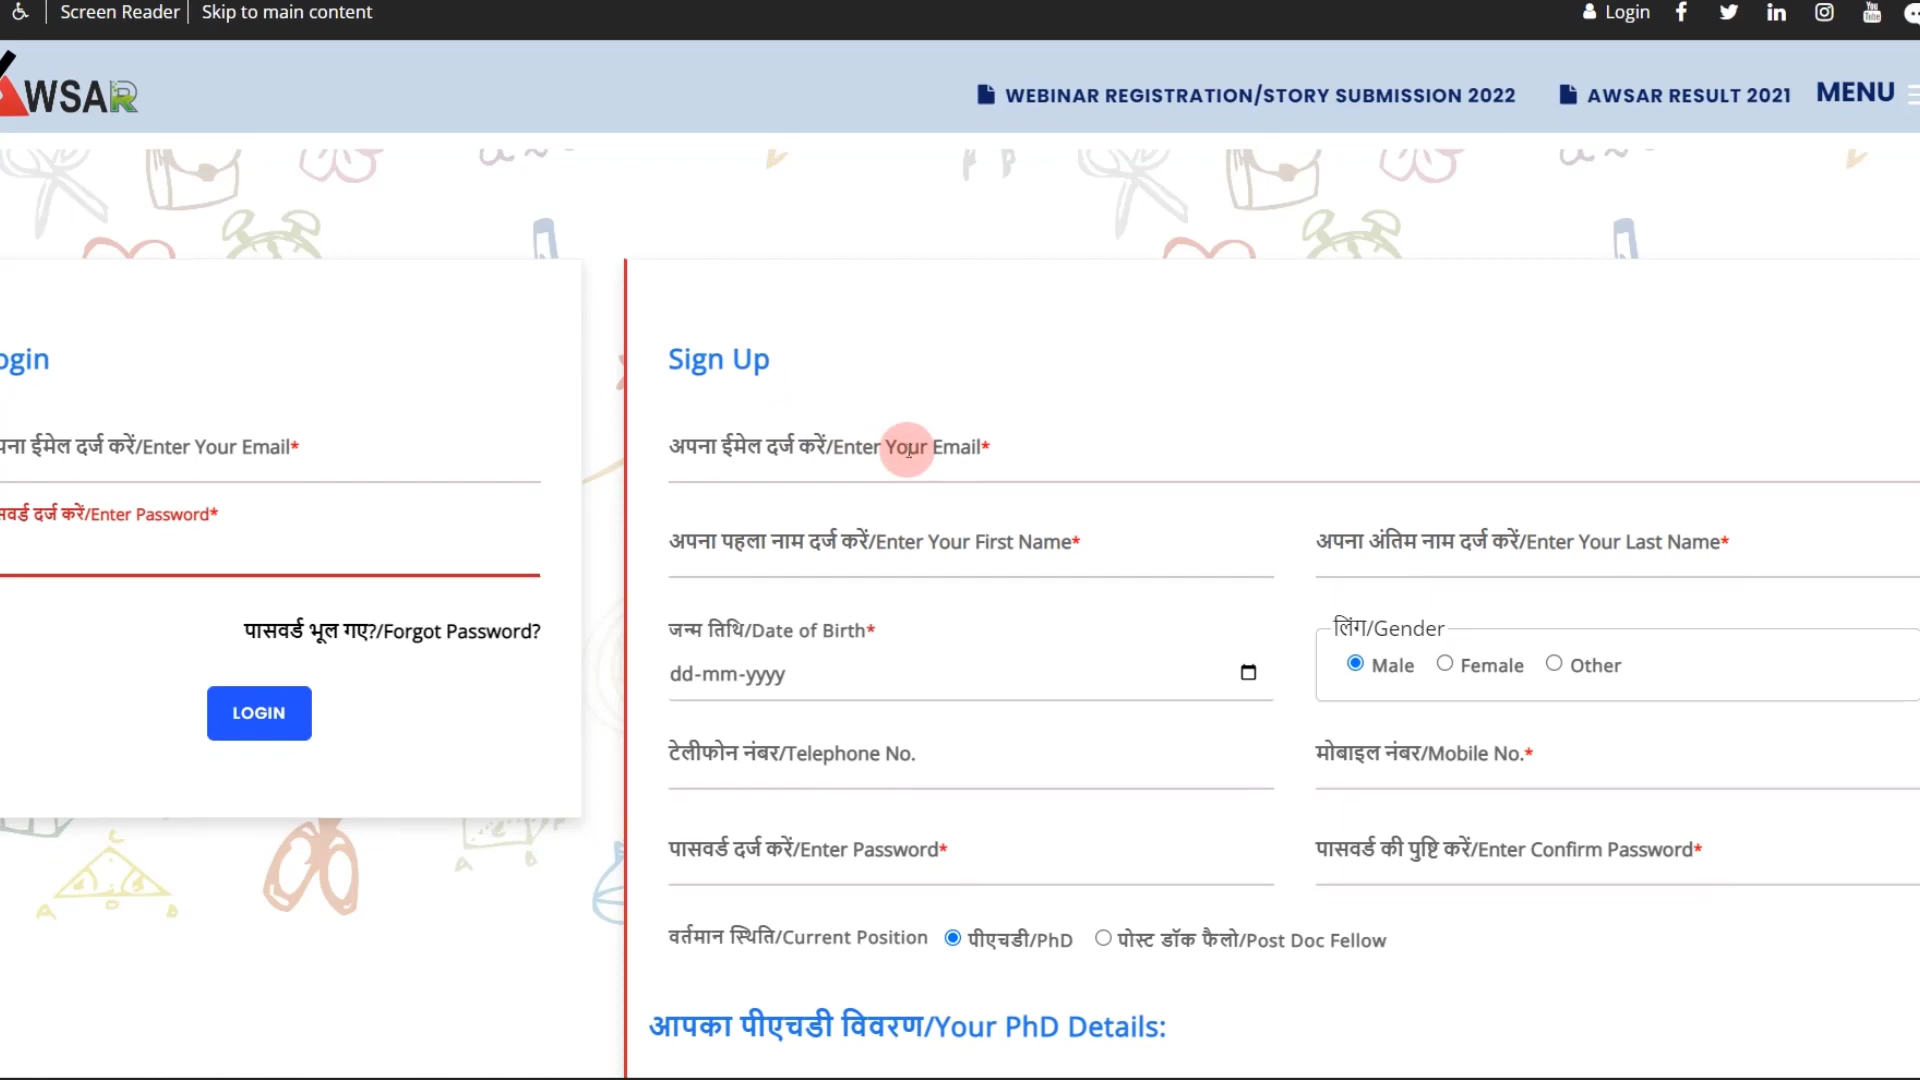 Screen Reader
Skip to main content
Login
AWSAR
WEBINAR REGISTRATION/STORY SUBMISSION 2022
AWSAR RESULT 2021
MENU
ogin
Sign Up
पना ईमेल दर्ज करें/Enter Your Email*
अपना ईमेल दर्ज करें/Enter Your Email*
सवर्ड दर्ज करें/Enter Password*
अपना पहला नाम दर्ज करें/Enter Your First Name*
अपना अंतिम नाम दर्ज करें/Enter Your Last Name*
पासवर्ड भूल गए?/Forgot Password?
जन्म तिथि/Date of Birth*
dd-mm-yyyy
लिंग/Gender
Male
Female
Other
LOGIN
टेलीफोन नंबर/Telephone No.
मोबाइल नंबर/Mobile No.*
पासवर्ड दर्ज करें/Enter Password*
पासवर्ड की पुष्टि करें/Enter Confirm Password*
वर्तमान स्थिति/Current Position
पीएचडी/PhD
पोस्ट डॉक फैलो/Post Doc Fellow
आपका पीएचडी विवरण/Your PhD Details: